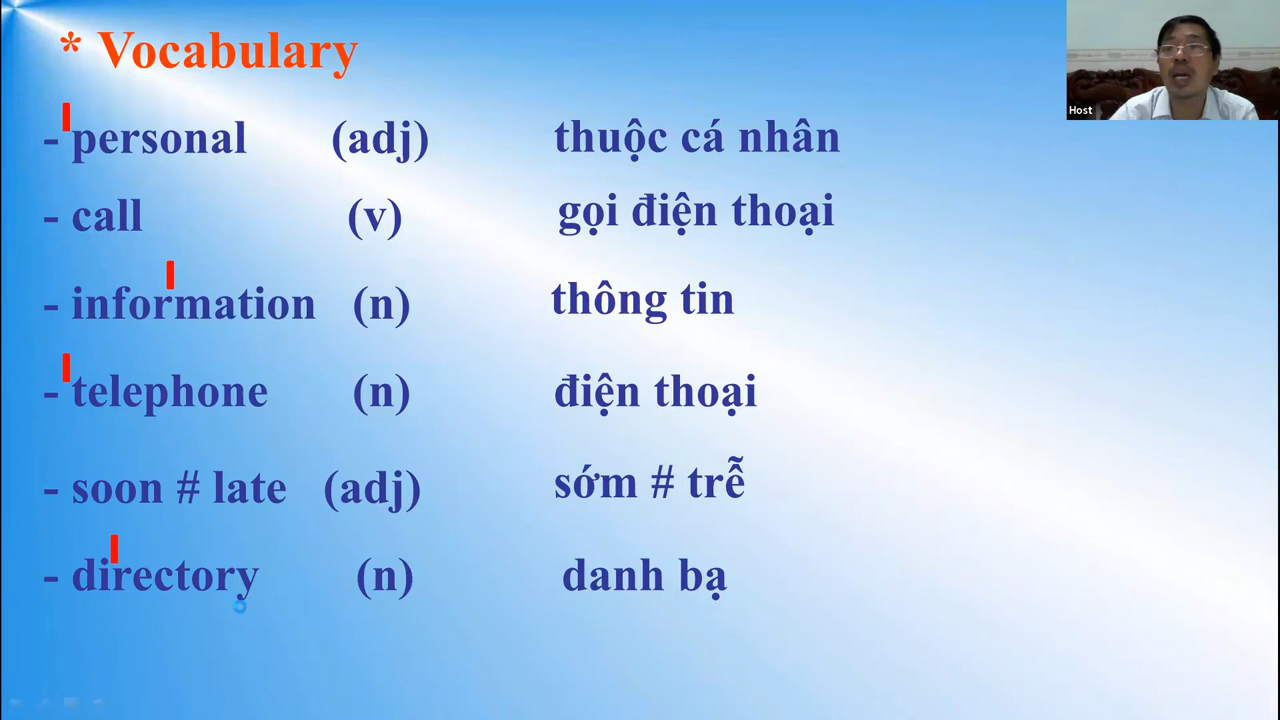 * Vocabulary
- personal (adj) thuộc cá nhân
- call (v) gọi điện thoại
- information (n) thông tin
- telephone (n) điện thoại
- soon # late (adj) sớm # trễ
- directory (n) danh bạ
Host